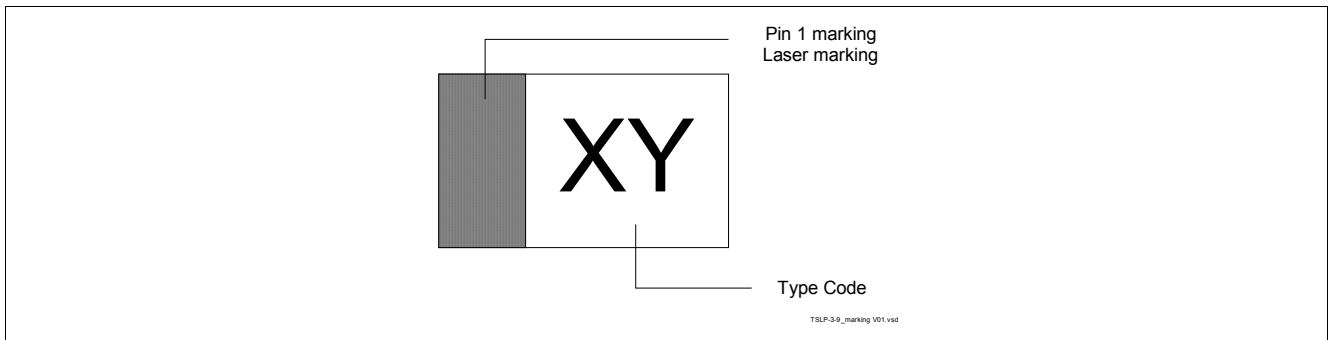 Pin 1 marking
Laser marking
XY
Type Code
TSLP-3-9_marking V01.vsd